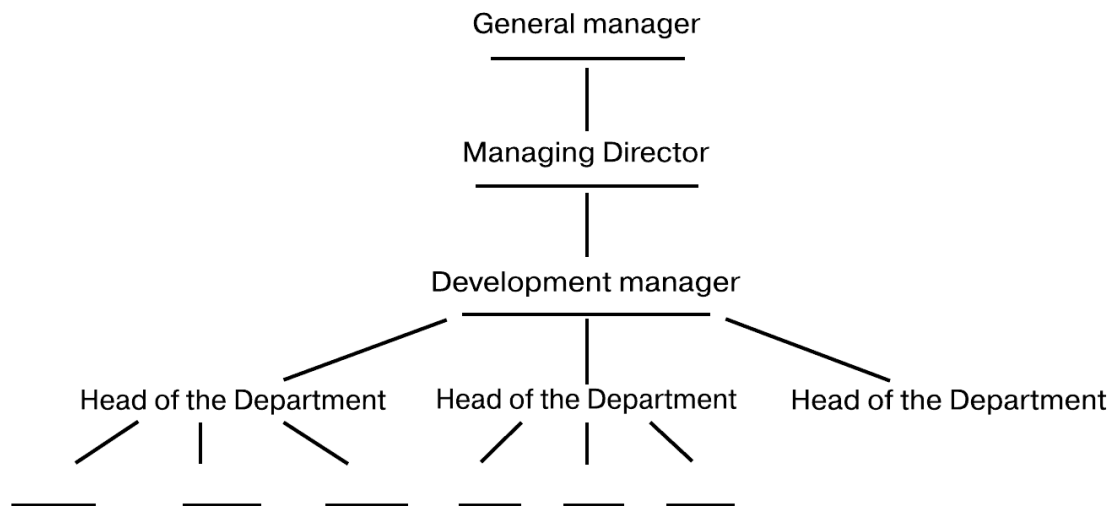 General manager
Managing Director
Development manager
Head of the Department
Head of the Department
Head of the Department